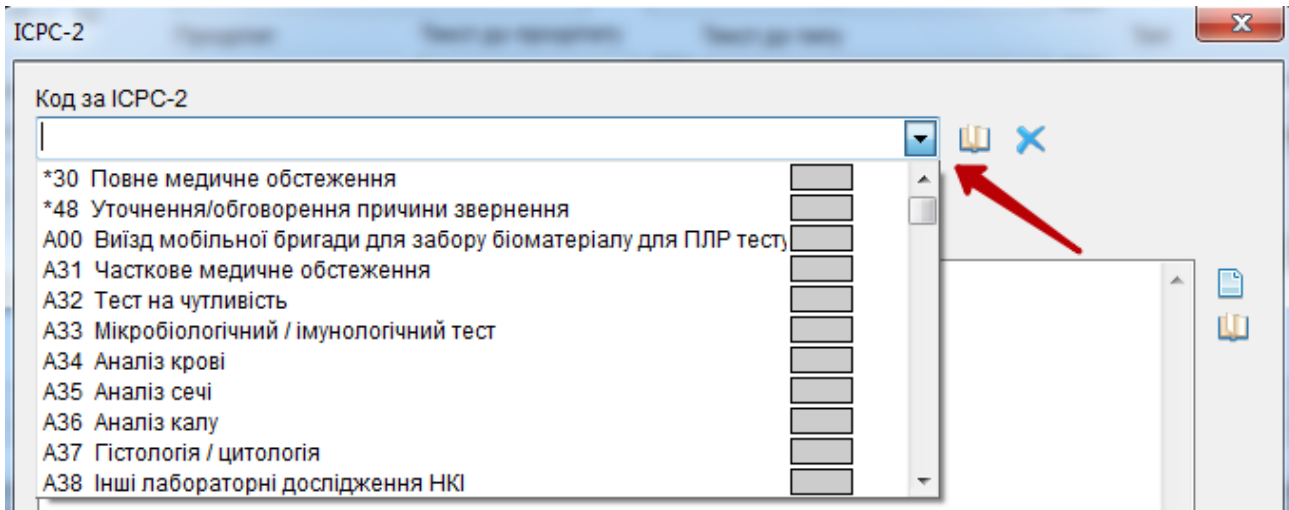 ICPC-2
Код за ICPC-2
*30 Повне медичне обстеження
*48 Уточнення/обговорення причини звернення
A00 Виїзд мобільної бригади для забору біоматеріалу для ПЛР тесту
A31 Часткове медичне обстеження
A32 Тест на чутливість
A33 Мікробіологічний / імунологічний тест
A34 Аналіз крові
A35 Аналіз сечі
A36 Аналіз калу
A37 Гістологія / цитологія
A38 Інші лабораторні дослідження НКІ